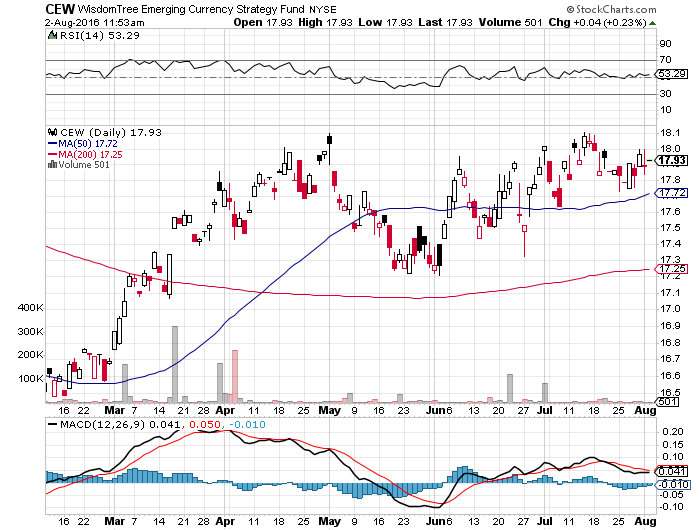 CEW WisdomTree Emerging Currency Strategy Fund NYSE © StockCharts.com
2-Aug-2016 11:53am Open 17.93 High 17.93 Low 17.93 Last 17.93 Volume 501 Chg +0.04 (+0.23%)
RSI(14) 53.29
90
70
53.29
50
30
10
CEW (Daily) 17.93
MA(50) 17.72
MA(200) 17.25
Volume 501
18.1
18.0
17.93
17.9
17.8
17.72
17.7
17.6
17.5
17.4
17.3
17.25
17.2
17.1
17.0
16.9
16.8
16.7
16.6
16.5
400K
300K
200K
100K
501
16 22 Mar 7 14 21 28 Apr 11 18 25 May 9 16 23 Jun 6 13 20 27 Jul 11 18 25 Aug
MACD(12,26,9) 0.041, 0.050, -0.010
0.20
0.15
0.10
0.041
-0.010
-0.05
-0.10
16 22 Mar 7 14 21 28 Apr 11 18 25 May 9 16 23 Jun 6 13 20 27 Jul 11 18 25 Aug